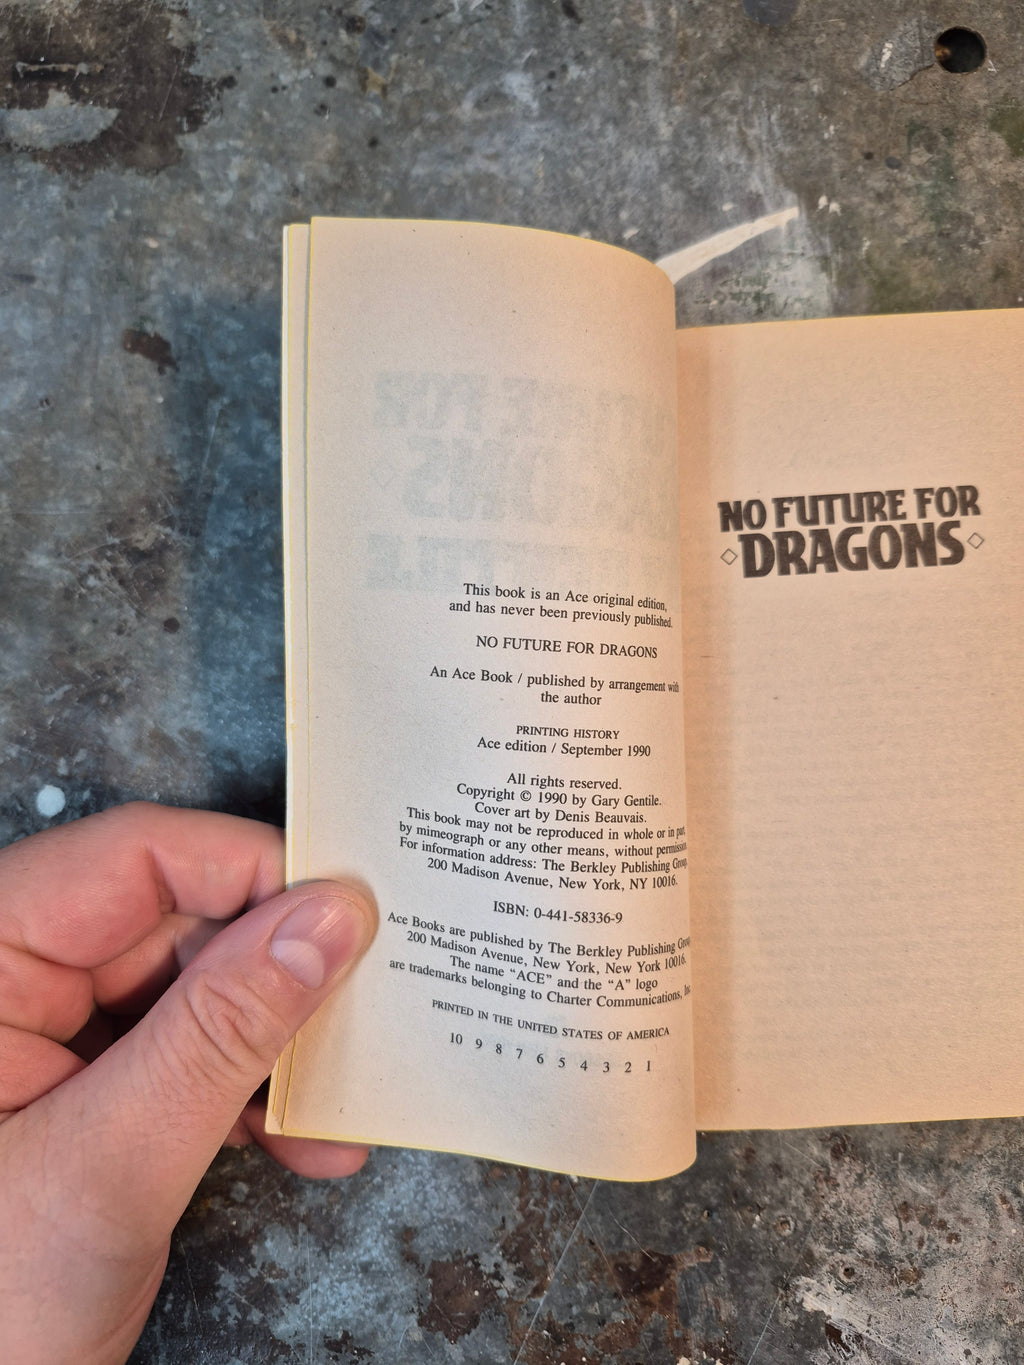 This book is an Ace original edition,
and has never been previously published.
NO FUTURE FOR DRAGONS
An Ace Book / published by arrangement with
the author
PRINTING HISTORY
Ace edition / September 1990
All rights reserved.
Copyright © 1990 by Gary Gentile.
Cover art by Denis Beauvais.
This book may not be reproduced in whole or in part,
by mimeograph or any other means, without permission.
For information address: The Berkley Publishing Group,
200 Madison Avenue, New York, NY 10016.
ISBN: 0-441-58336-9
Ace Books are published by The Berkley Publishing Group,
200 Madison Avenue, New York, New York 10016.
The name "ACE" and the "A" logo
are trademarks belonging to Charter Communications, Inc.
PRINTED IN THE UNITED STATES OF AMERICA
10 9 8 7 6 5 4 3 2 1
NO FUTURE FOR
DRAGONS